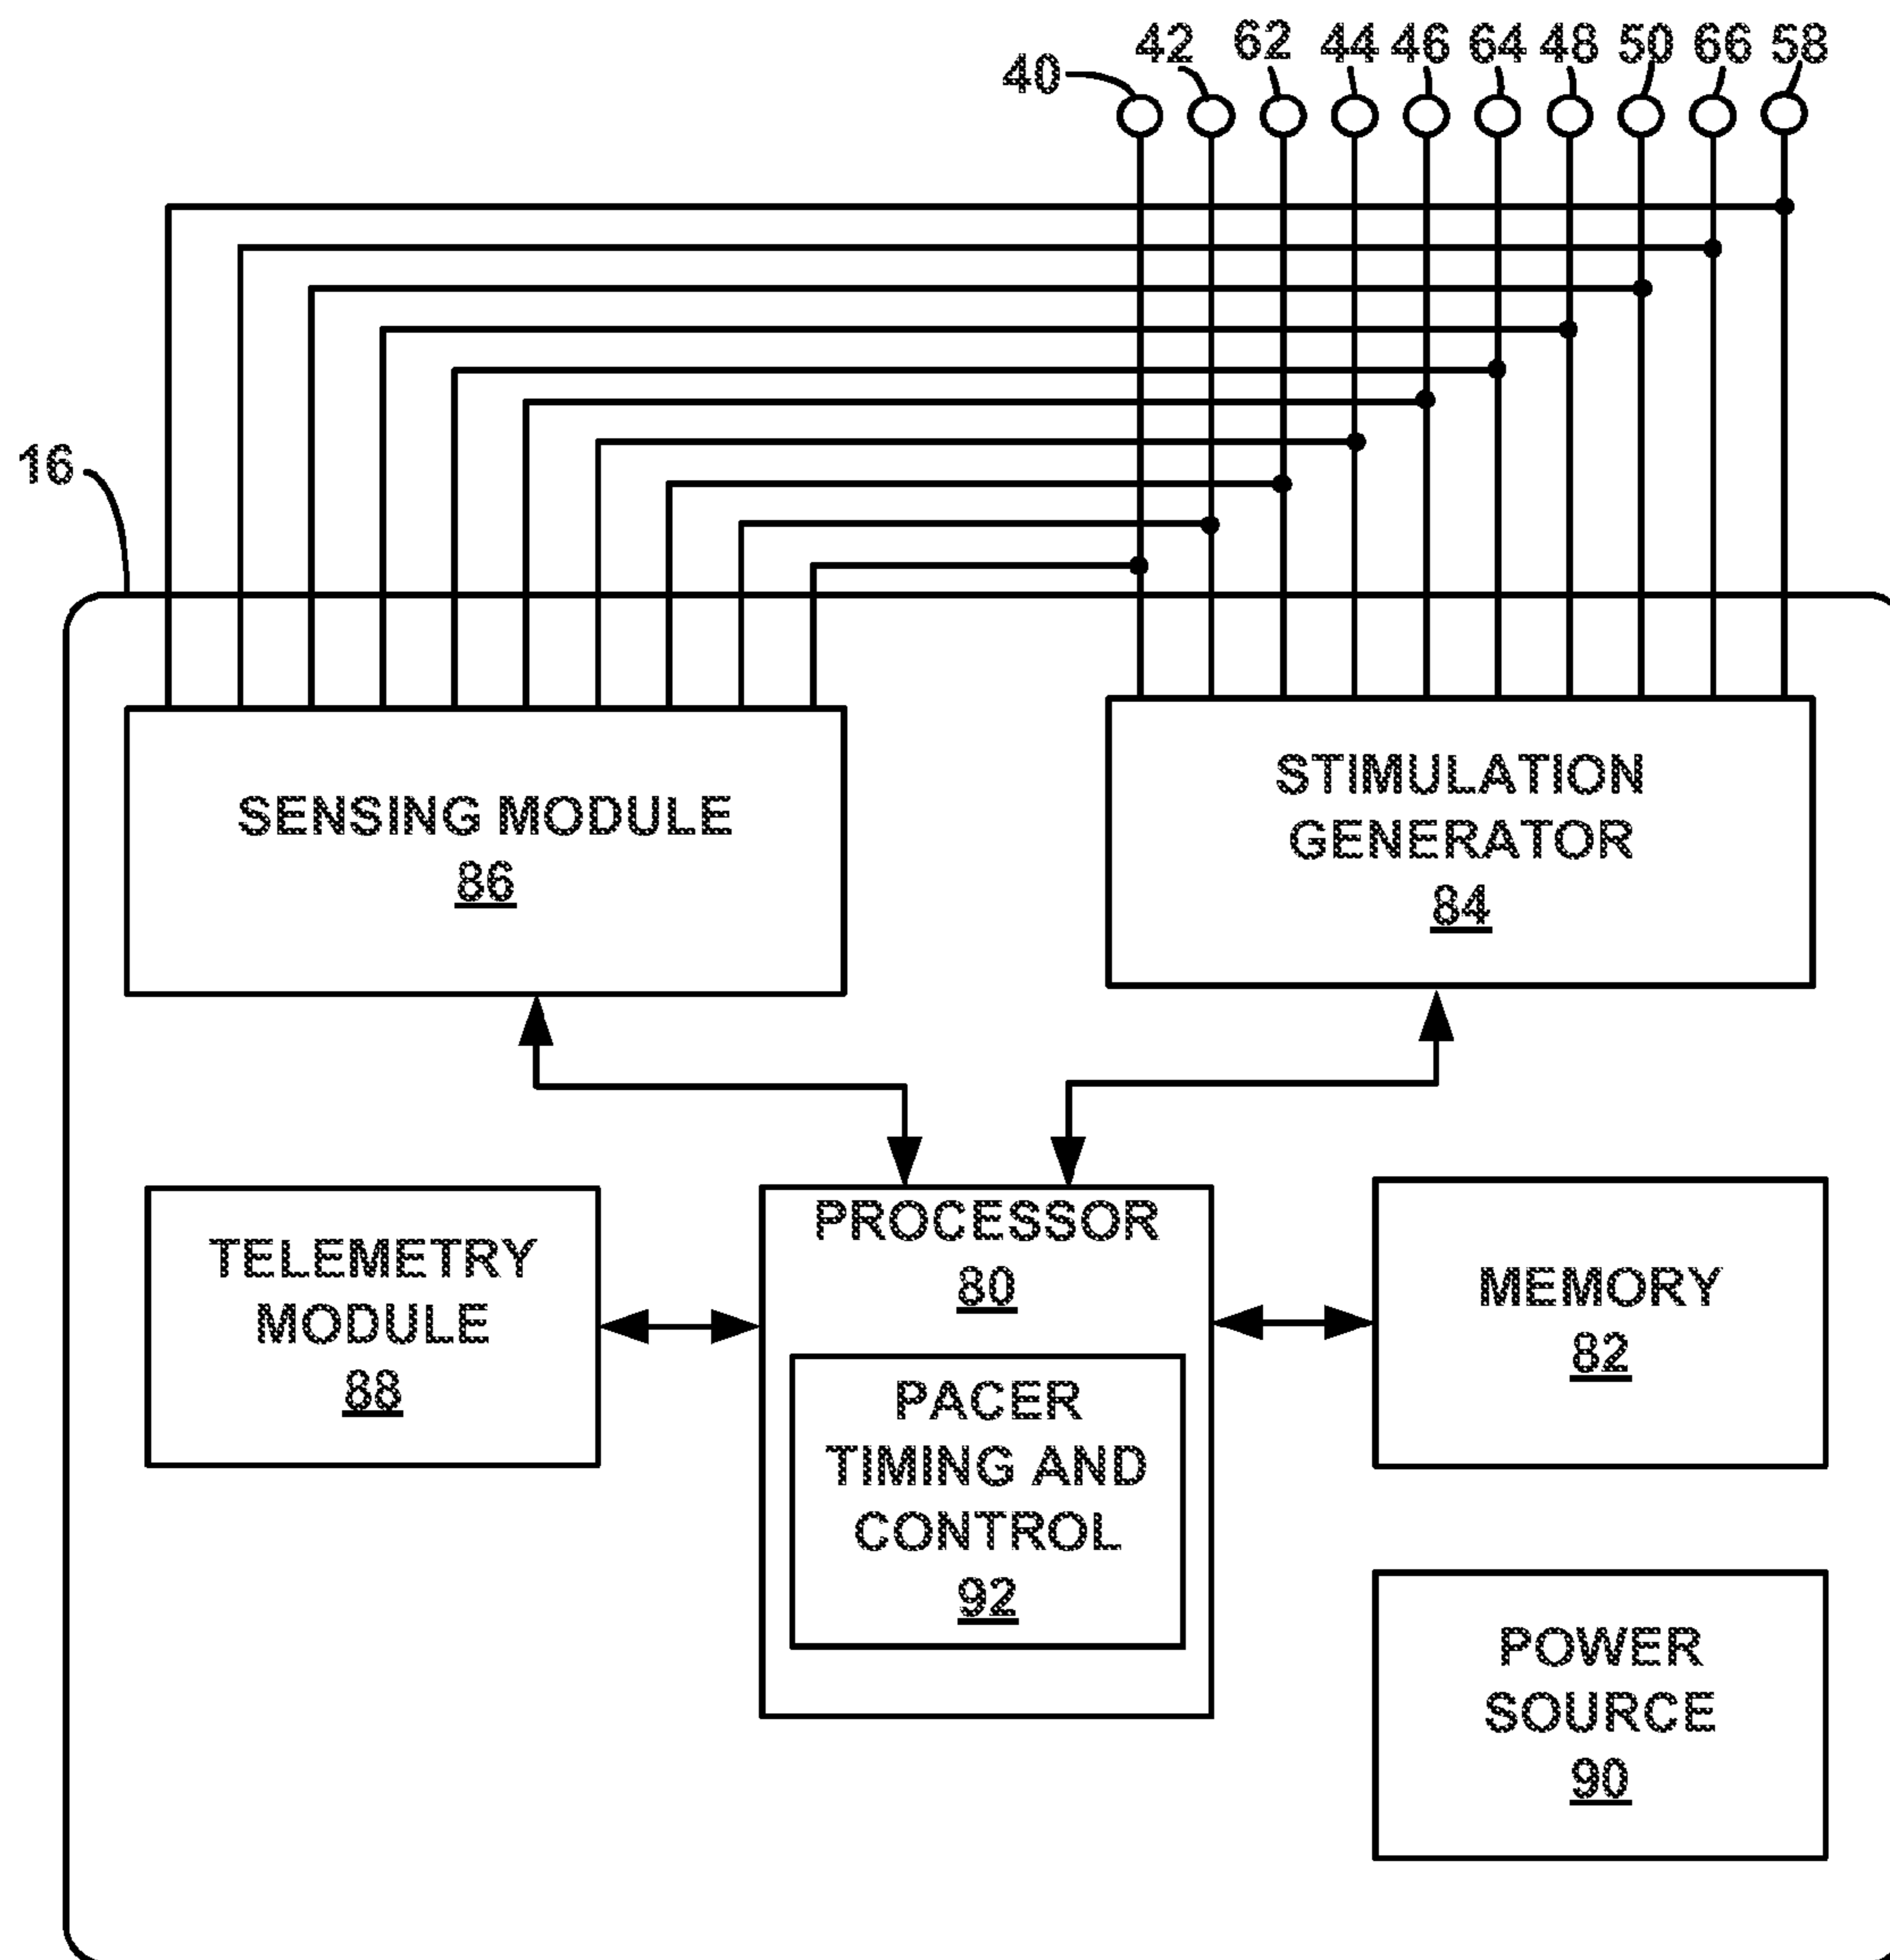 40 42 62 44 46 64 48 50 66 58
16
SENSING MODULE
86
STIMULATION
GENERATOR
84
TELEMETRY
MODULE
88
PROCESSOR
80
PACER
TIMING AND
CONTROL
92
MEMORY
82
POWER
SOURCE
90